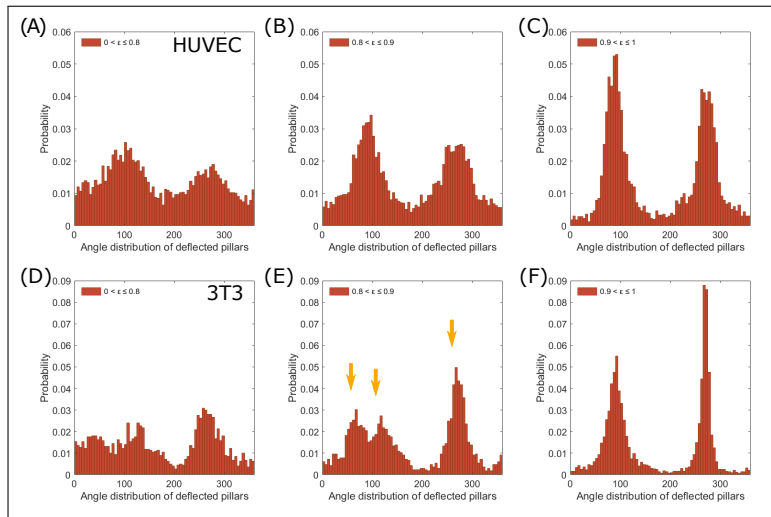 (A)
HUVEC
0 < ε ≤ 0.8
Probability
0.06
0.05
0.04
0.03
0.02
0.01
0
0 100 200 300
Angle distribution of deflected pillars
(B)
0.8 < ε ≤ 0.9
Probability
0.06
0.05
0.04
0.03
0.02
0.01
0
0 100 200 300
Angle distribution of deflected pillars
(C)
0.9 < ε ≤ 1
Probability
0.06
0.05
0.04
0.03
0.02
0.01
0
0 100 200 300
Angle distribution of deflected pillars
(D)
3T3
0 < ε ≤ 0.8
Probability
0.09
0.08
0.07
0.06
0.05
0.04
0.03
0.02
0.01
0
0 100 200 300
Angle distribution of deflected pillars
(E)
0.8 < ε ≤ 0.9
Probability
0.09
0.08
0.07
0.06
0.05
0.04
0.03
0.02
0.01
0
0 100 200 300
Angle distribution of deflected pillars
(F)
0.9 < ε ≤ 1
Probability
0.09
0.08
0.07
0.06
0.05
0.04
0.03
0.02
0.01
0
0 100 200 300
Angle distribution of deflected pillars